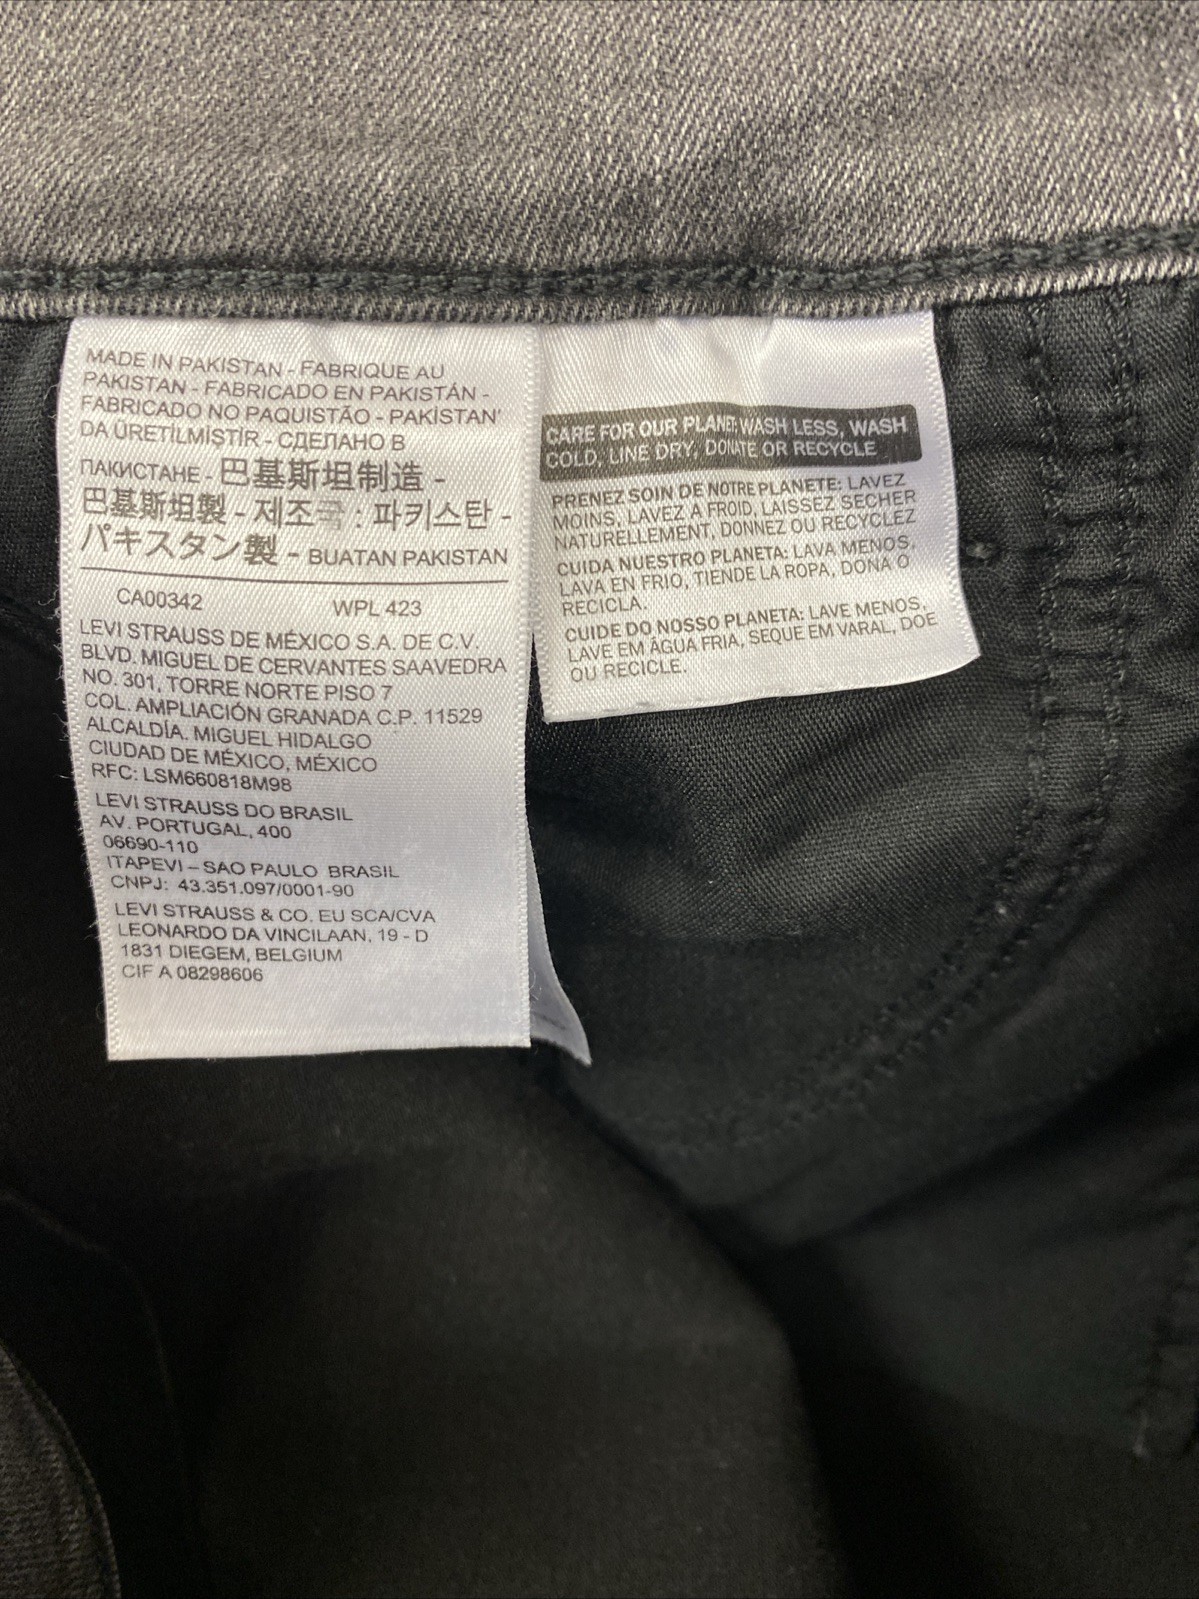 MADE IN PAKISTAN - FABRIQUE AU
PAKISTAN - FABRICADO EN PAKISTÁN -
FABRICADO NO PAQUISTÃO - PAKİSTAN'
DA ÜRETİLMİŞTİR - СДЕЛАНО В
ПАКИСТАНЕ - 巴基斯坦制造 -
巴基斯坦製 - 제조국 : 파키스탄 -
パキスタン製 - BUATAN PAKISTAN
CA00342 WPL 423
LEVI STRAUSS DE MÉXICO S.A. DE C.V.
BLVD. MIGUEL DE CERVANTES SAAVEDRA
NO. 301, TORRE NORTE PISO 7
COL. AMPLIACIÓN GRANADA C.P. 11529
ALCALDÍA. MIGUEL HIDALGO
CIUDAD DE MÉXICO, MÉXICO
RFC: LSM660818M98
LEVI STRAUSS DO BRASIL
AV. PORTUGAL, 400
06690-110
ITAPEVI – SAO PAULO BRASIL
CNPJ: 43.351.097/0001-90
LEVI STRAUSS & CO. EU SCA/CVA
LEONARDO DA VINCILAAN, 19 - D
1831 DIEGEM, BELGIUM
CIF A 08298606
CARE FOR OUR PLANET: WASH LESS, WASH
COLD, LINE DRY, DONATE OR RECYCLE
PRENEZ SOIN DE NOTRE PLANETE: LAVEZ
MOINS, LAVEZ A FROID, LAISSEZ SECHER
NATURELLEMENT, DONNEZ OU RECYCLEZ
CUIDA NUESTRO PLANETA: LAVA MENOS,
LAVA EN FRIO, TIENDE LA ROPA, DONA O
RECICLA.
CUIDE DO NOSSO PLANETA: LAVE MENOS,
LAVE EM ÁGUA FRIA, SEQUE EM VARAL, DOE
OU RECICLE.